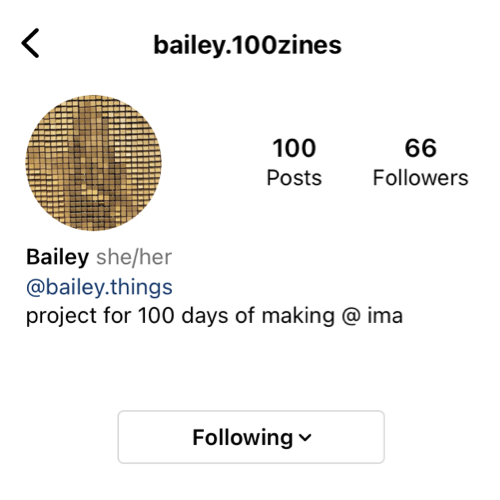 bailey.100zines
100 66
Posts Followers
Bailey she/her
@bailey.things
project for 100 days of making @ ima
Following